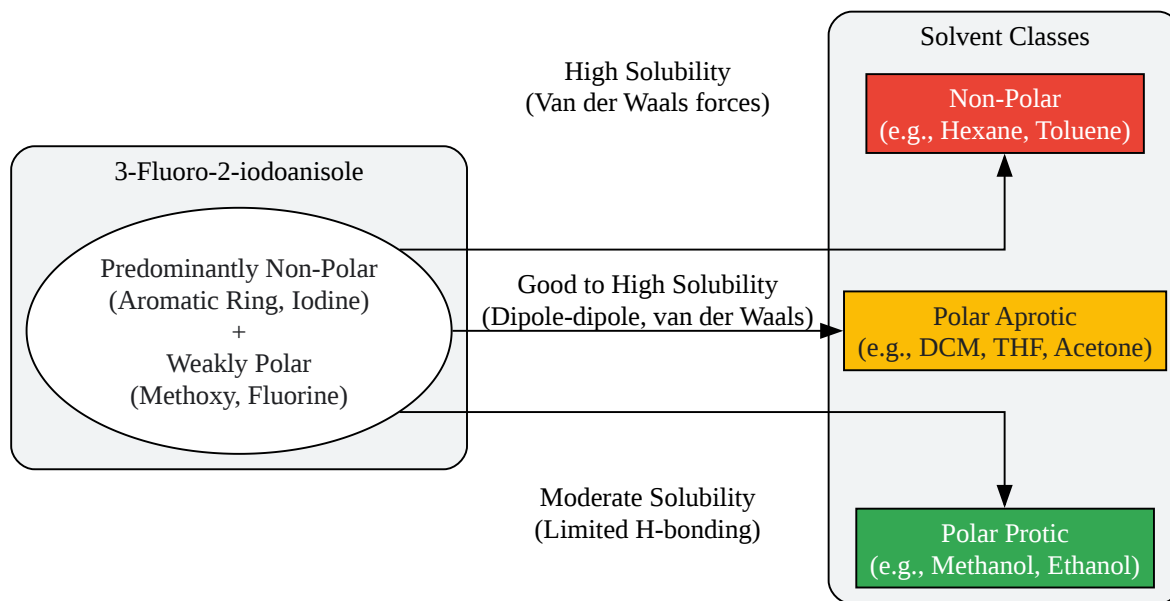 3-Fluoro-2-iodoanisole
Predominantly Non-Polar
(Aromatic Ring, Iodine)
+
Weakly Polar
(Methoxy, Fluorine)
High Solubility
(Van der Waals forces)
Good to High Solubility
(Dipole-dipole, van der Waals)
Moderate Solubility
(Limited H-bonding)
Solvent Classes
Non-Polar
(e.g., Hexane, Toluene)
Polar Aprotic
(e.g., DCM, THF, Acetone)
Polar Protic
(e.g., Methanol, Ethanol)